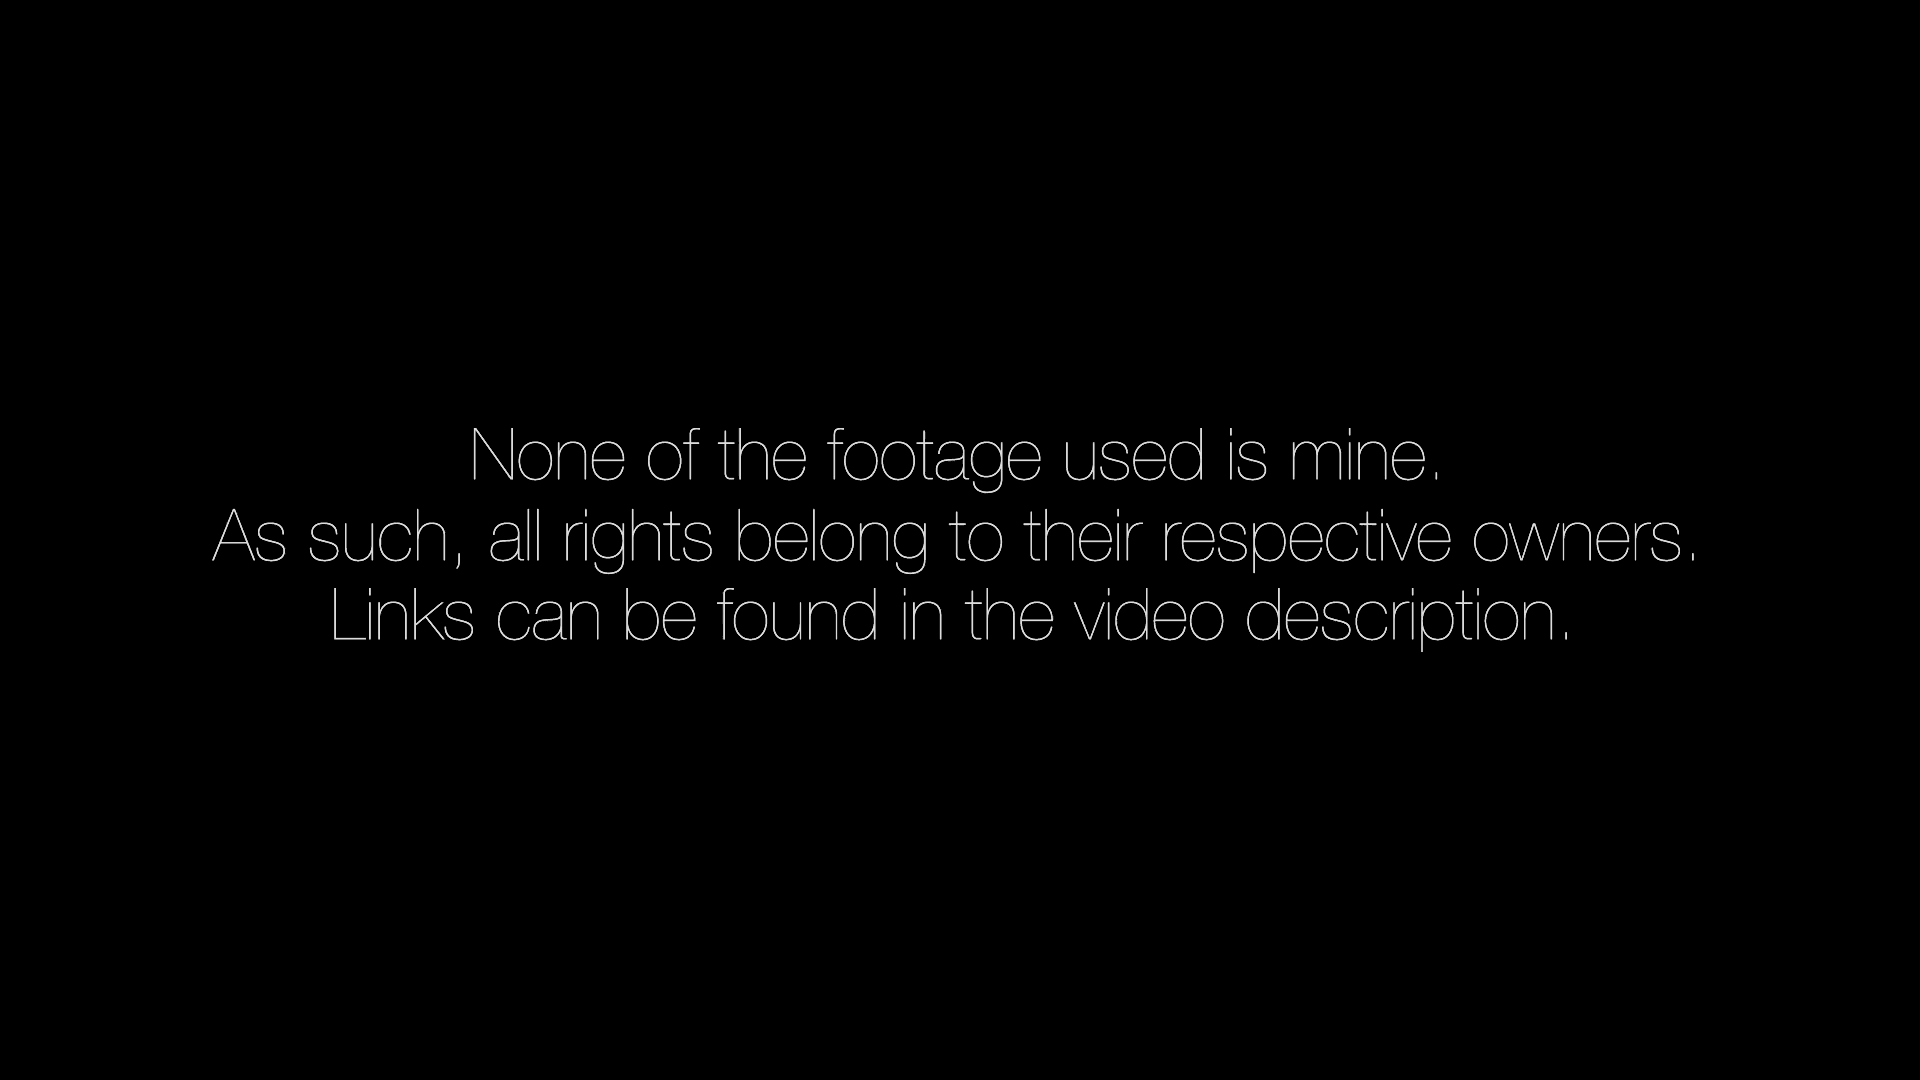 None of the footage used is mine.
As such, all rights belong to their respective owners.
Links can be found in the video description.